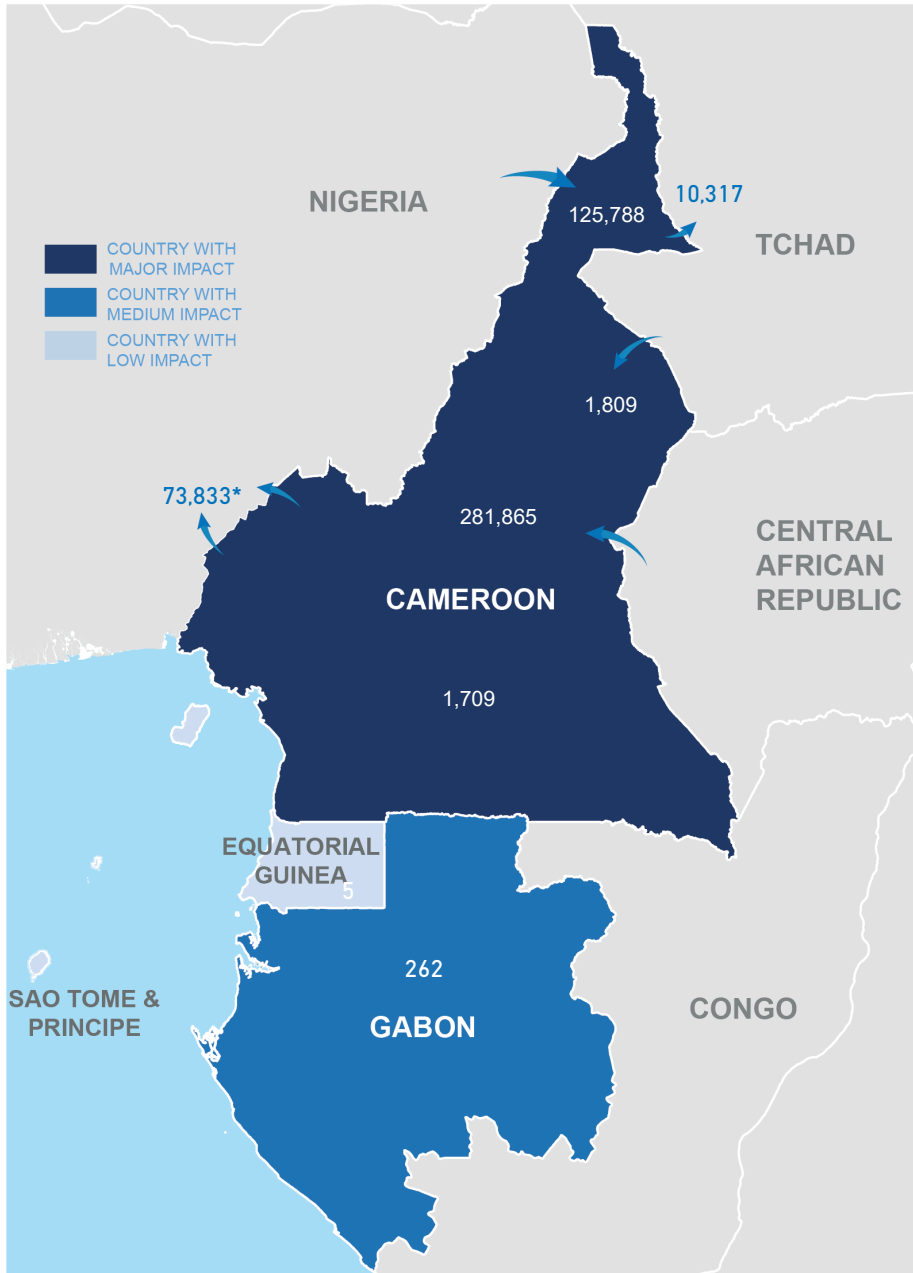 NIGERIA
125,788
10,317
TCHAD
COUNTRY WITH
MAJOR IMPACT
COUNTRY WITH
MEDIUM IMPACT
COUNTRY WITH
LOW IMPACT
1,809
73,833*
281,865
CENTRAL
AFRICAN
REPUBLIC
CAMEROON
1,709
EQUATORIAL
GUINEA
5
262
SAO TOME &
PRINCIPE
GABON
CONGO